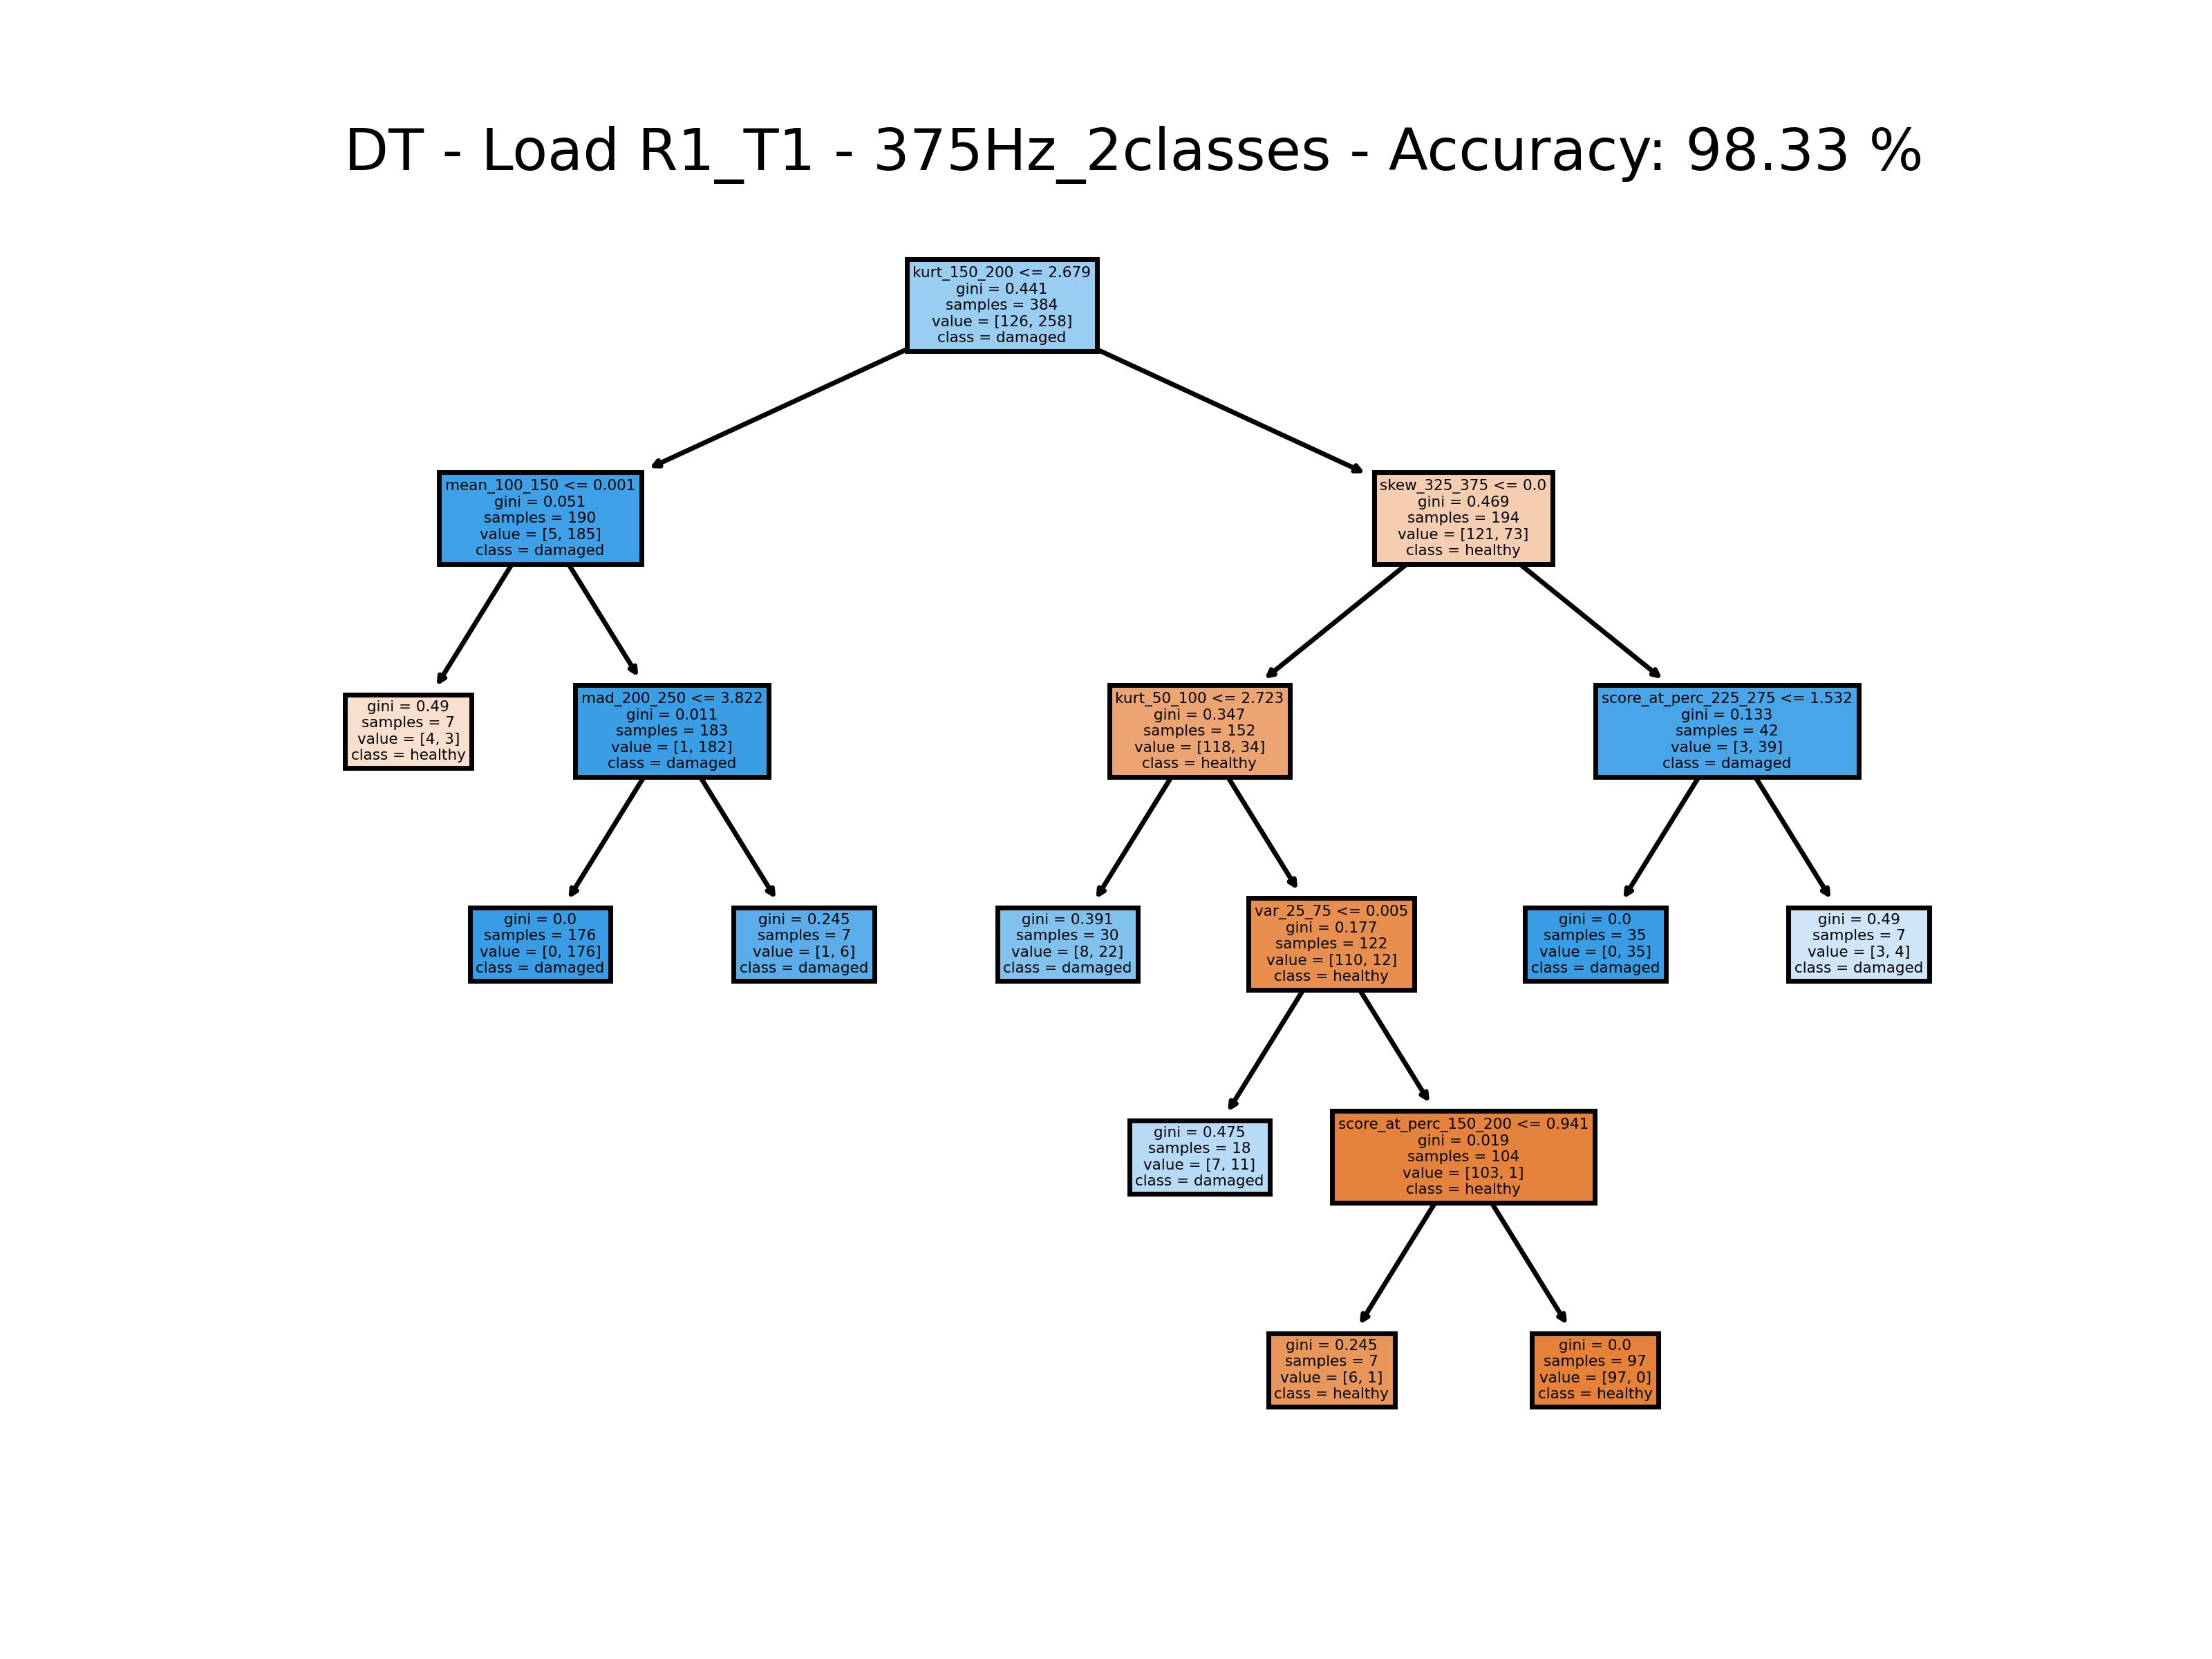 DT - Load R1_T1 - 375Hz_2classes - Accuracy: 98.33 %
kurt_150_200 <= 2.679
gini = 0.441
samples = 384
value = [126, 258]
class = damaged
mean_100_150 <= 0.001
gini = 0.051
samples = 190
value = [5, 185]
class = damaged
skew_325_375 <= 0.0
gini = 0.469
samples = 194
value = [121, 73]
class = healthy
gini = 0.49
samples = 7
value = [4, 3]
class = healthy
mad_200_250 <= 3.822
gini = 0.011
samples = 183
value = [1, 182]
class = damaged
kurt_50_100 <= 2.723
gini = 0.347
samples = 152
value = [118, 34]
class = healthy
score_at_perc_225_275 <= 1.532
gini = 0.133
samples = 42
value = [3, 39]
class = damaged
gini = 0.0
samples = 176
value = [0, 176]
class = damaged
gini = 0.245
samples = 7
value = [1, 6]
class = damaged
gini = 0.391
samples = 30
value = [8, 22]
class = damaged
var_25_75 <= 0.005
gini = 0.177
samples = 122
value = [110, 12]
class = healthy
gini = 0.0
samples = 35
value = [0, 35]
class = damaged
gini = 0.49
samples = 7
value = [3, 4]
class = damaged
gini = 0.475
samples = 18
value = [7, 11]
class = damaged
score_at_perc_150_200 <= 0.941
gini = 0.019
samples = 104
value = [103, 1]
class = healthy
gini = 0.245
samples = 7
value = [6, 1]
class = healthy
gini = 0.0
samples = 97
value = [97, 0]
class = healthy